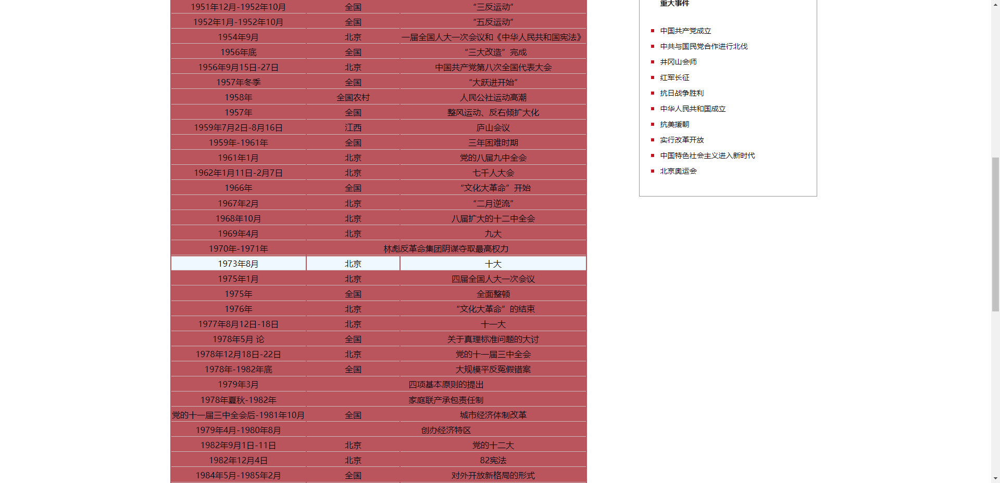 1951年12月-1952年10月 全国 “三反运动”
1952年1月-1952年10月 全国 “五反运动”
1954年9月 北京 一届全国人大一次会议和《中华人民共和国宪法》
1956年底 全国 “三大改造”完成
1956年9月15日-27日 北京 中国共产党第八次全国代表大会
1957年冬季 全国 “大跃进开始”
1958年 全国农村 人民公社运动高潮
1957年 全国 整风运动、反右倾扩大化
1959年7月2日-8月16日 江西 庐山会议
1959年-1961年 全国 三年困难时期
1961年1月 北京 党的八届九中全会
1962年1月11日-2月7日 北京 七千人大会
1966年 全国 “文化大革命”开始
1967年2月 北京 “二月逆流”
1968年10月 北京 八届扩大的十二中全会
1969年4月 北京 九大
1970年-1971年 林彪反革命集团阴谋夺取最高权力
1973年8月 北京 十大
1975年1月 北京 四届全国人大一次会议
1975年 全国 全面整顿
1976年 北京 “文化大革命”的结束
1977年8月12日-18日 北京 十一大
1978年5月 论 全国 关于真理标准问题的大讨
1978年12月18日-22日 北京 党的十一届三中全会
1978年-1982年底 全国 大规模平反冤假错案
1979年3月 四项基本原则的提出
1978年夏秋-1982年 家庭联产承包责任制
党的十一届三中全会后-1981年10月 全国 城市经济体制改革
1979年4月-1980年8月 创办经济特区
1982年9月1日-11日 北京 党的十二大
1982年12月4日 北京 82宪法
1984年5月-1985年2月 全国 对外开放新格局的形式
重大事件
中国共产党成立
中共与国民党合作进行北伐
井冈山会师
红军长征
抗日战争胜利
中华人民共和国成立
抗美援朝
实行改革开放
中国特色社会主义进入新时代
北京奥运会